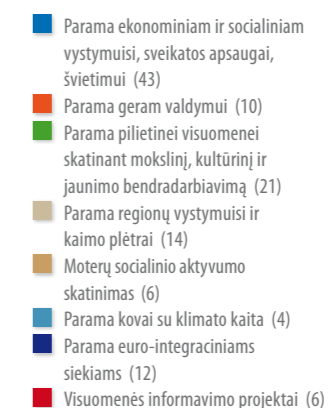 Parama ekonominiam ir socialiniam
vystymuisi, sveikatos apsaugai,
švietimui (43)
Parama geram valdymui (10)
Parama pilietinei visuomenei
skatinant mokslinį, kultūrinį ir
jaunimo bendradarbiavimą (21)
Parama regionų vystymuisi ir
kaimo plėtrai (14)
Moterų socialinio aktyvumo
skatinimas (6)
Parama kovai su klimato kaita (4)
Parama euro-integraciniams
siekiams (12)
Visuomenės informavimo projektai (6)